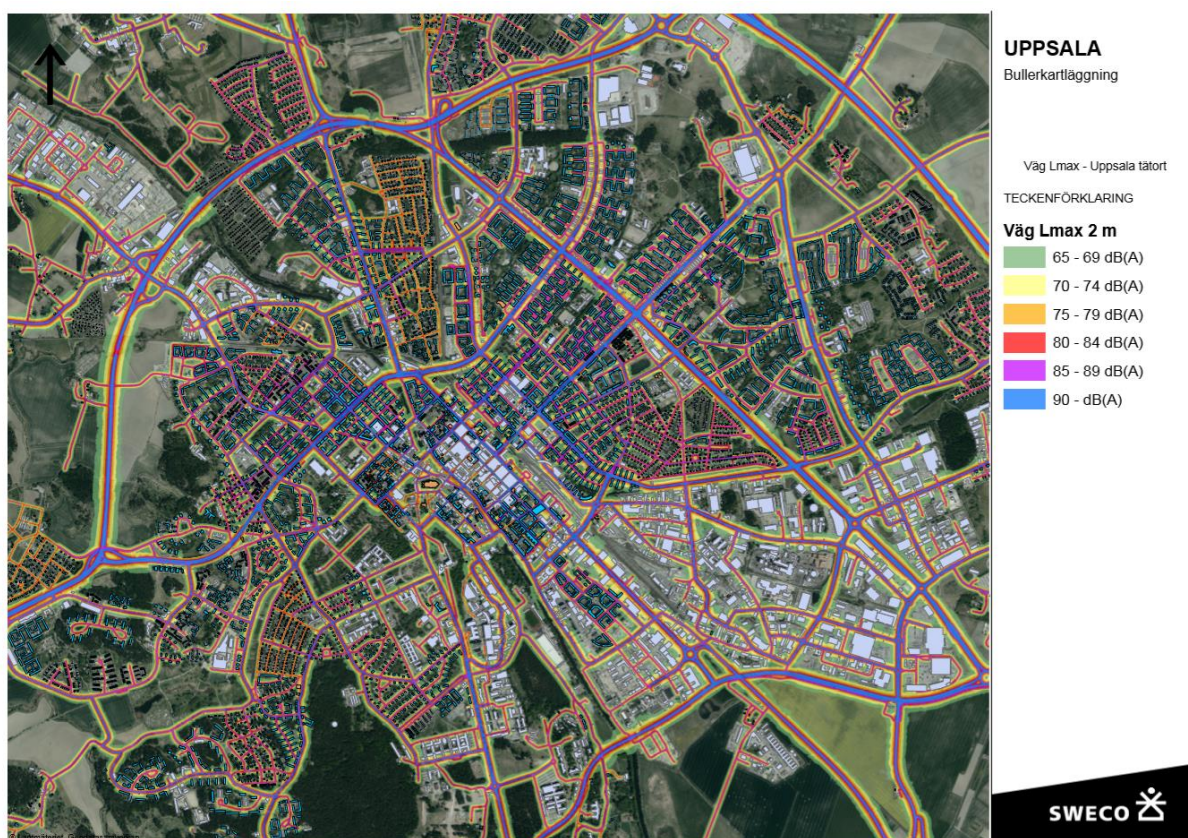 UPPSALA
Bullerkartläggning
Väg Lmax - Uppsala tätort
TECKENFÖRKLARING
Väg Lmax 2 m
65 - 69 dB(A)
70 - 74 dB(A)
75 - 79 dB(A)
80 - 84 dB(A)
85 - 89 dB(A)
90 - dB(A)
SWECO